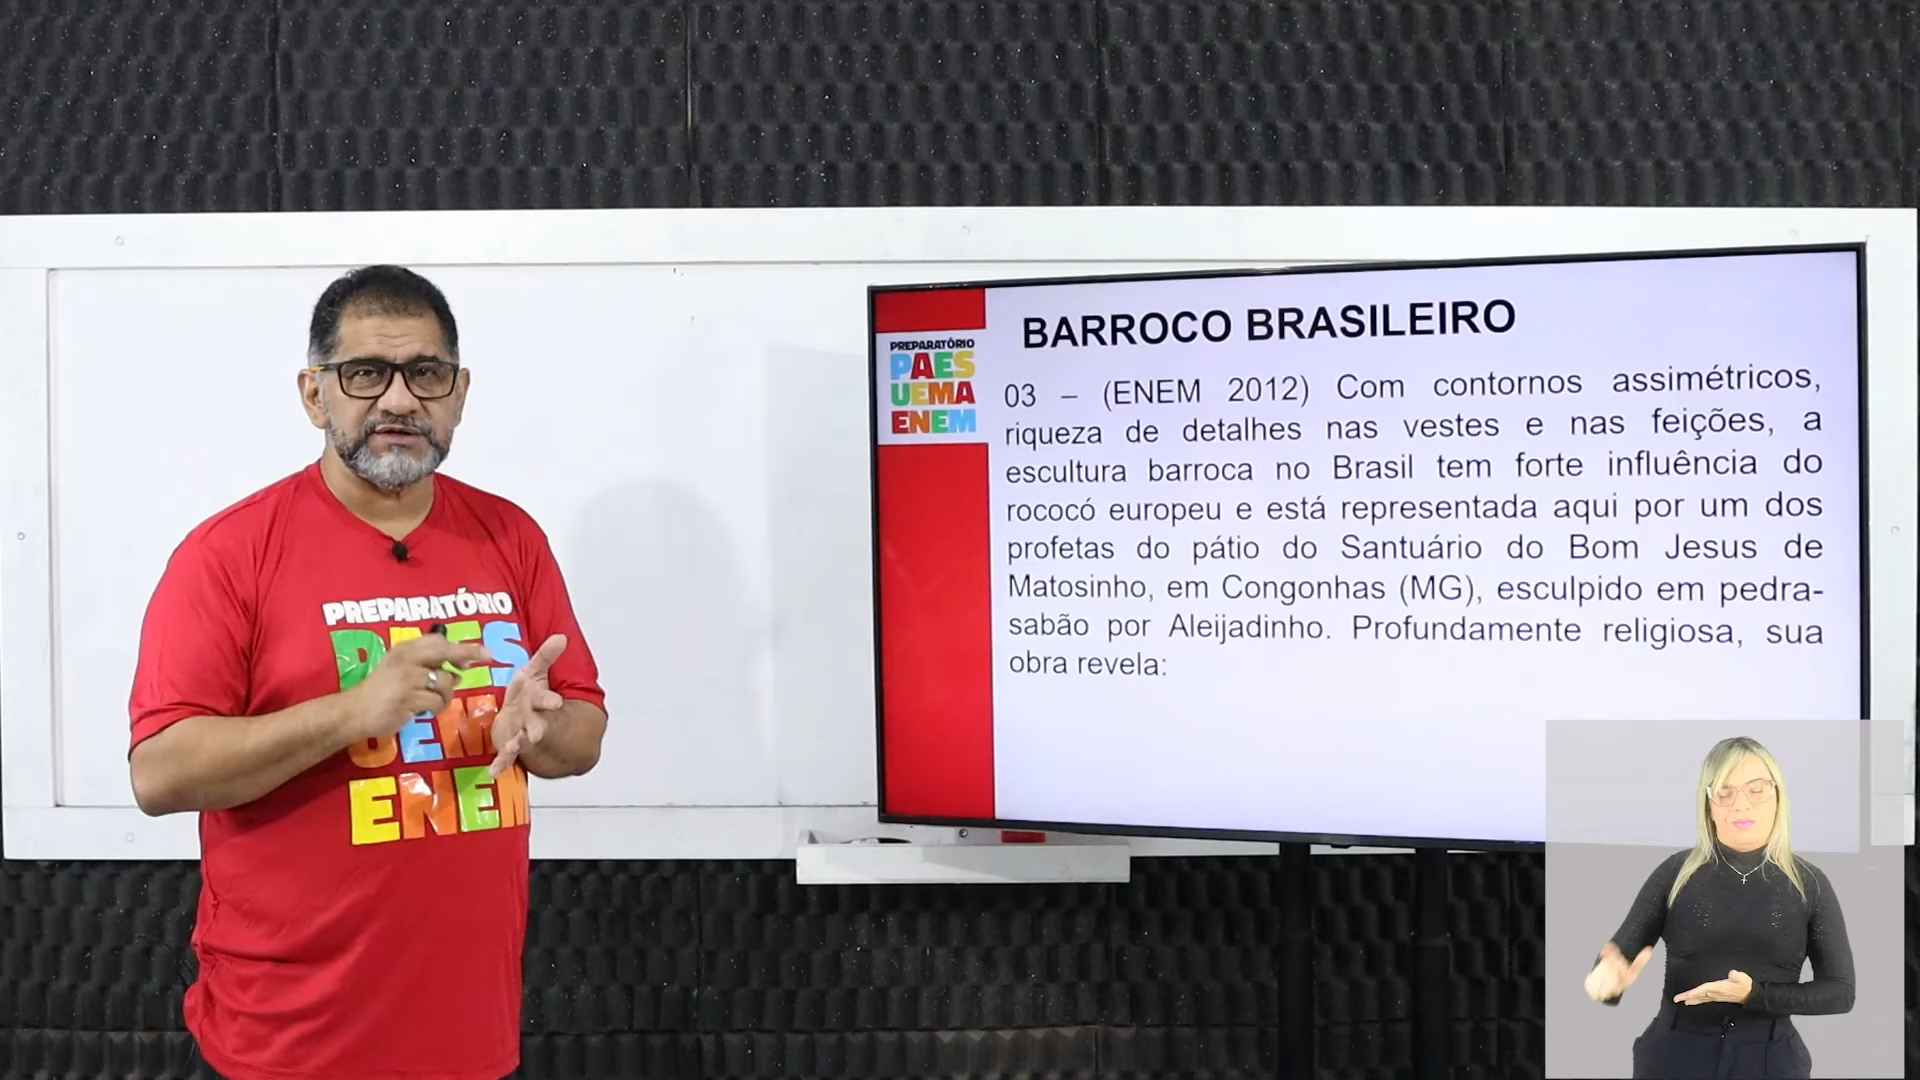 BARROCO BRASILEIRO
PREPARATÓRIO
PAES
UEMA
ENEM
03 – (ENEM 2012) Com contornos assimétricos,
riqueza de detalhes nas vestes e nas feições, a
escultura barroca no Brasil tem forte influência do
rococó europeu e está representada aqui por um dos
profetas do pátio do Santuário do Bom Jesus de
Matosinho, em Congonhas (MG), esculpido em pedra-
sabão por Aleijadinho. Profundamente religiosa, sua
obra revela:
PREPARATÓRIO
PAES
UEMA
ENEM